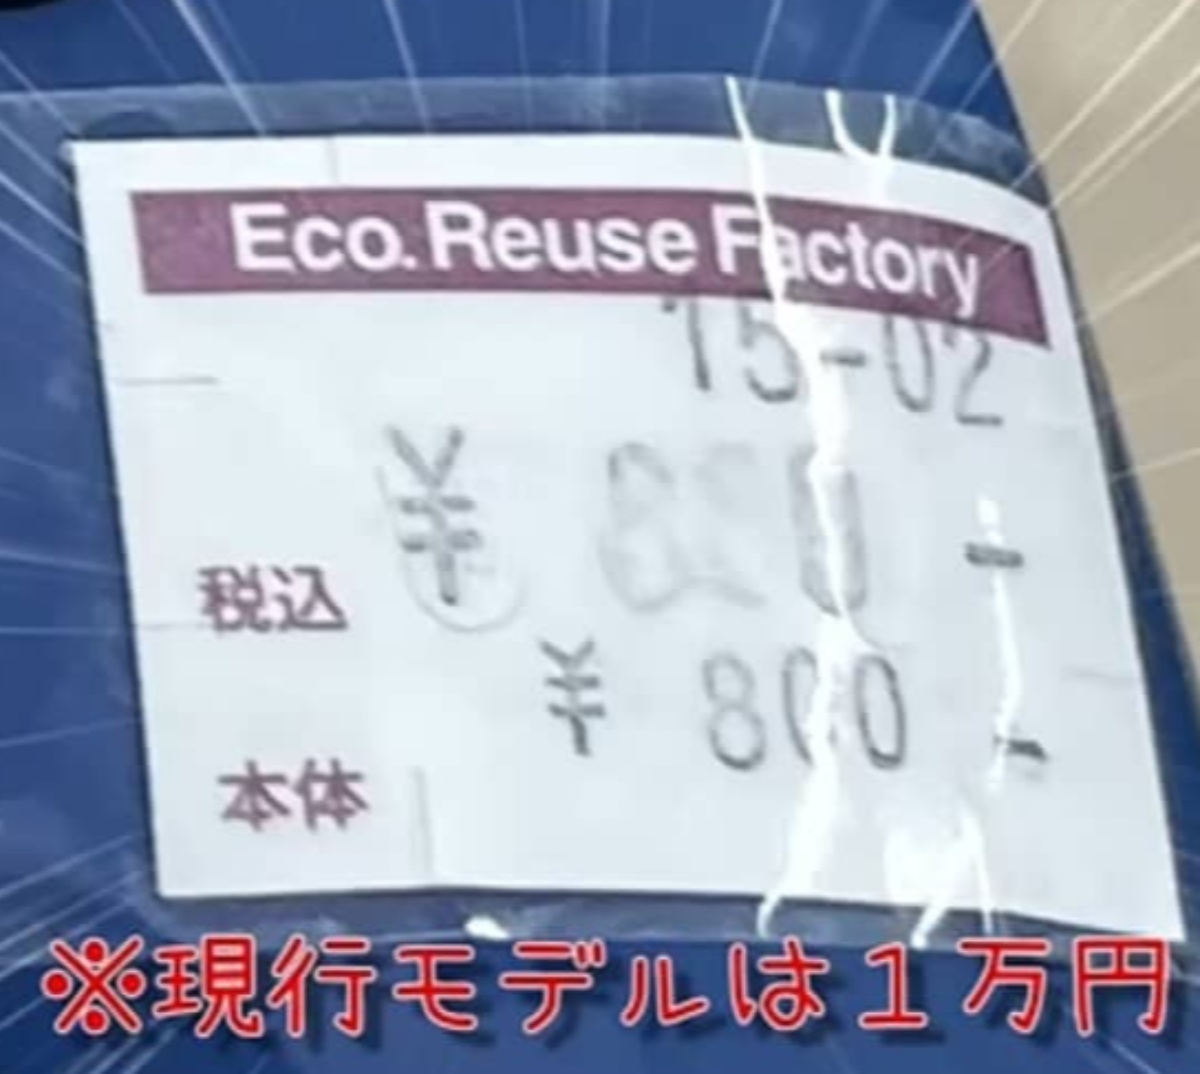 Eco. Reuse Factory
15-02
税込 ¥ 880 -
本体 ¥ 800 -
※現行モデルは1万円